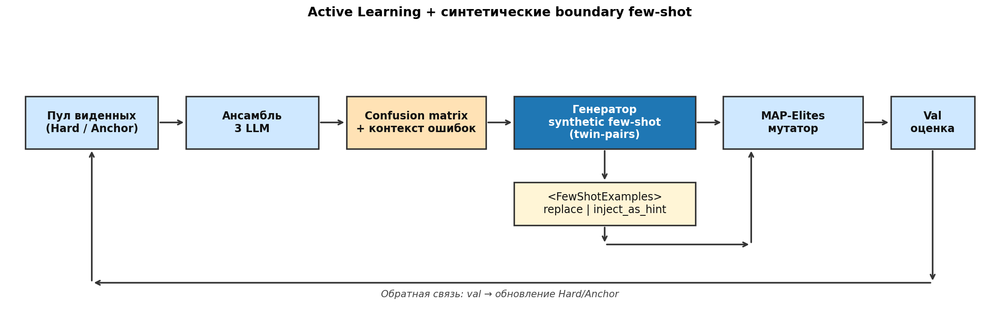 Active Learning + синтетические boundary few-shot
Пул виденных
(Hard / Anchor)
Ансамбль
3 LLM
Confusion matrix
+ контекст ошибок
Генератор
synthetic few-shot
(twin-pairs)
MAP-Elites
мутатор
Val
оценка
<FewShotExamples>
replace | inject_as_hint
Обратная связь: val → обновление Hard/Anchor